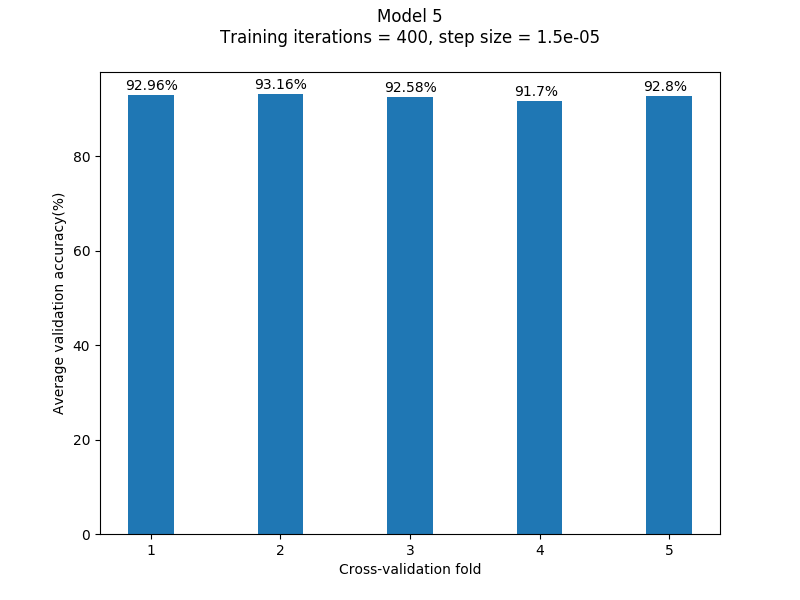 Model 5
Training iterations = 400, step size = 1.5e-05
92.96%
93.16%
92.58%
91.7%
92.8%
80
60
40
20
0
Average validation accuracy(%)
1 2 3 4 5
Cross-validation fold